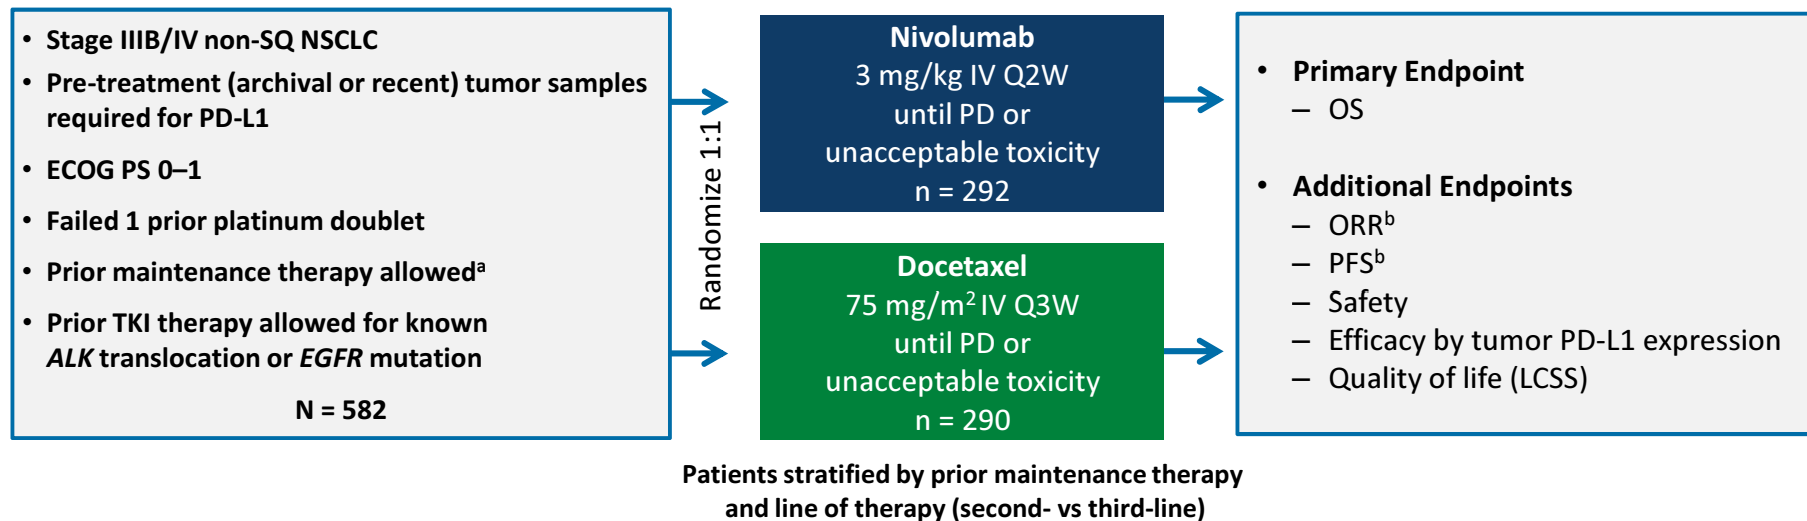 • Stage IIIB/IV non-SQ NSCLC
• Pre-treatment (archival or recent) tumor samples
required for PD-L1
• ECOG PS 0–1
• Failed 1 prior platinum doublet
• Prior maintenance therapy allowedᵃ
• Prior TKI therapy allowed for known
ALK translocation or EGFR mutation
N = 582
Randomize 1:1
Nivolumab
3 mg/kg IV Q2W
until PD or
unacceptable toxicity
n = 292
Docetaxel
75 mg/m² IV Q3W
until PD or
unacceptable toxicity
n = 290
Patients stratified by prior maintenance therapy
and line of therapy (second- vs third-line)
• Primary Endpoint
– OS
• Additional Endpoints
– ORRᵇ
– PFSᵇ
– Safety
– Efficacy by tumor PD-L1 expression
– Quality of life (LCSS)